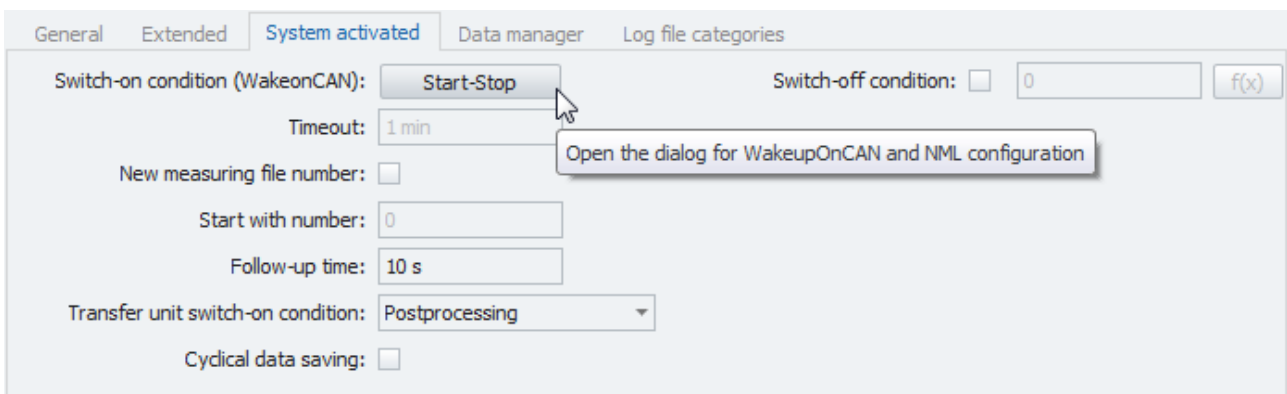 General Extended System activated Data manager Log file categories
Switch-on condition (WakeonCAN): Start-Stop Switch-off condition: 0 f(x)
Timeout: 1 min
Open the dialog for WakeupOnCAN and NML configuration
New measuring file number:
Start with number: 0
Follow-up time: 10 s
Transfer unit switch-on condition: Postprocessing
Cyclical data saving: